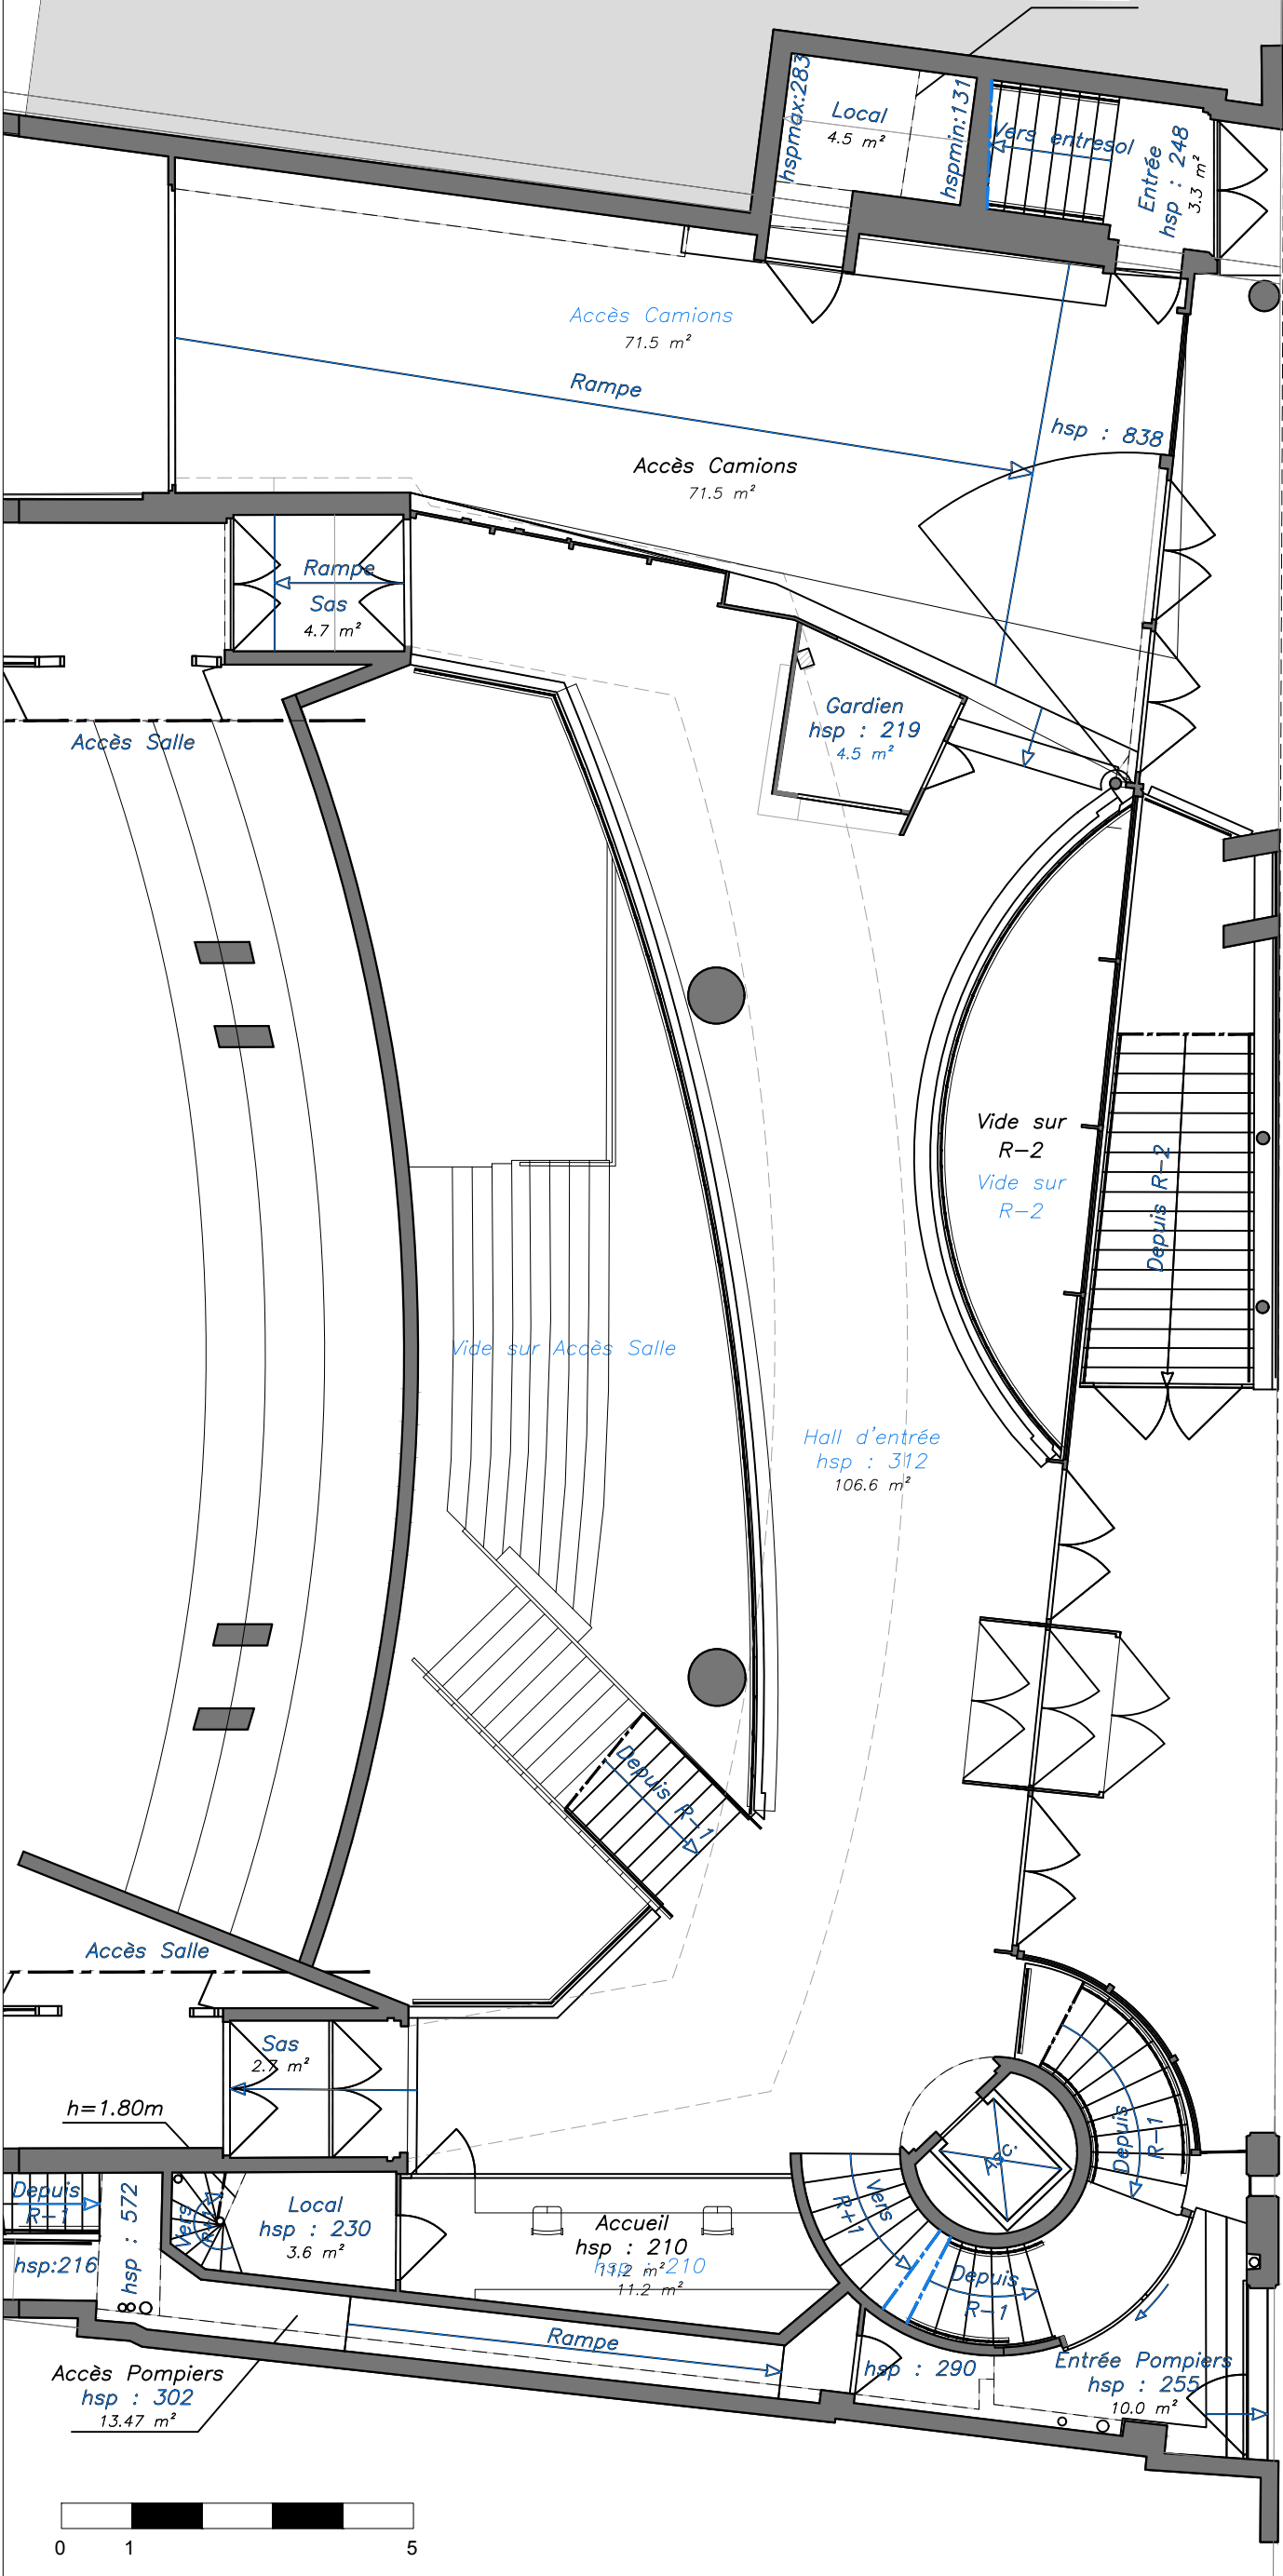 hspmax:283
Local
4.5 m²
hspmin:131
Vers entresol
Entrée
hsp : 248
3.3 m²
Accès Camions
71.5 m²
Rampe
hsp : 838
Accès Camions
71.5 m²
Rampe
Sas
4.7 m²
Accès Salle
Gardien
hsp : 219
4.5 m²
Vide sur
R-2
Vide sur
R-2
Depuis R-2
Vide sur Accès Salle
Hall d'entrée
hsp : 312
106.6 m²
Depuis R-1
Accès Salle
Sas
2.7 m²
h=1.80m
Depuis
R-1
Asc.
Depuis
R-1
hsp:216
hsp : 572
Vers
R+1
Local
hsp : 230
3.6 m²
Accueil
hsp : 210
11.2 m²
hsp : 210
11.2 m²
Vers
R+1
Depuis
R-1
Rampe
hsp : 290
Entrée Pompiers
hsp : 255
10.0 m²
Accès Pompiers
hsp : 302
13.47 m²
0 1 5